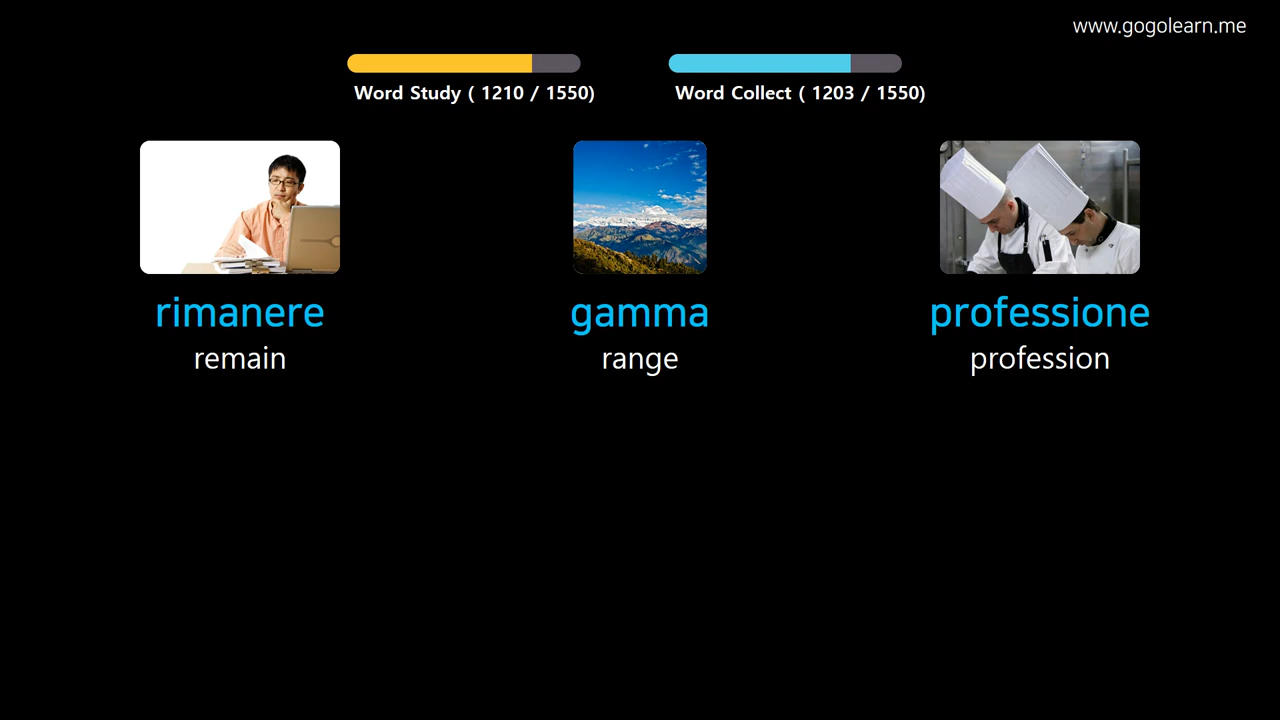 www.gogolearn.me
Word Study ( 1210 / 1550)
Word Collect ( 1203 / 1550)
rimanere
remain
gamma
range
professione
profession